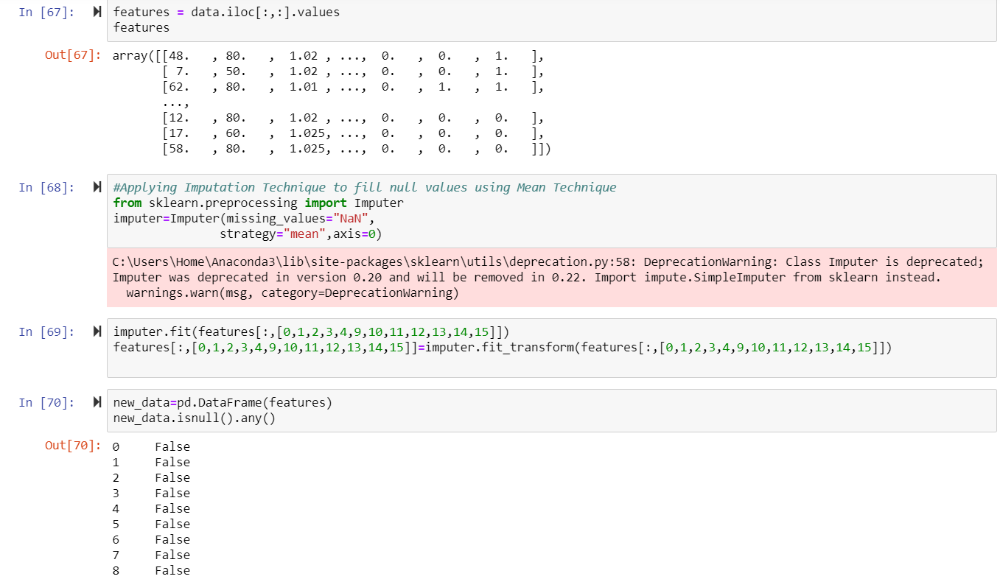 In [67]: features = data.iloc[:,:].values
features
Out[67]: array([[48.   , 80.   ,  1.02 , ...,  0.   ,  0.   ,  1.   ],
[ 7.   , 50.   ,  1.02 , ...,  0.   ,  0.   ,  1.   ],
[62.   , 80.   ,  1.01 , ...,  0.   ,  1.   ,  1.   ],
...,
[12.   , 80.   ,  1.02 , ...,  0.   ,  0.   ,  0.   ],
[17.   , 60.   ,  1.025, ...,  0.   ,  0.   ,  0.   ],
[58.   , 80.   ,  1.025, ...,  0.   ,  0.   ,  0.   ]])
In [68]: #Applying Imputation Technique to fill null values using Mean Technique
from sklearn.preprocessing import Imputer
imputer=Imputer(missing_values="NaN",
strategy="mean",axis=0)
C:\Users\Home\Anaconda3\lib\site-packages\sklearn\utils\deprecation.py:58: DeprecationWarning: Class Imputer is deprecated;
Imputer was deprecated in version 0.20 and will be removed in 0.22. Import impute.SimpleImputer from sklearn instead.
warnings.warn(msg, category=DeprecationWarning)
In [69]: imputer.fit(features[:,[0,1,2,3,4,9,10,11,12,13,14,15]])
features[:,[0,1,2,3,4,9,10,11,12,13,14,15]]=imputer.fit_transform(features[:,[0,1,2,3,4,9,10,11,12,13,14,15]])
In [70]: new_data=pd.DataFrame(features)
new_data.isnull().any()
Out[70]: 0     False
1     False
2     False
3     False
4     False
5     False
6     False
7     False
8     False